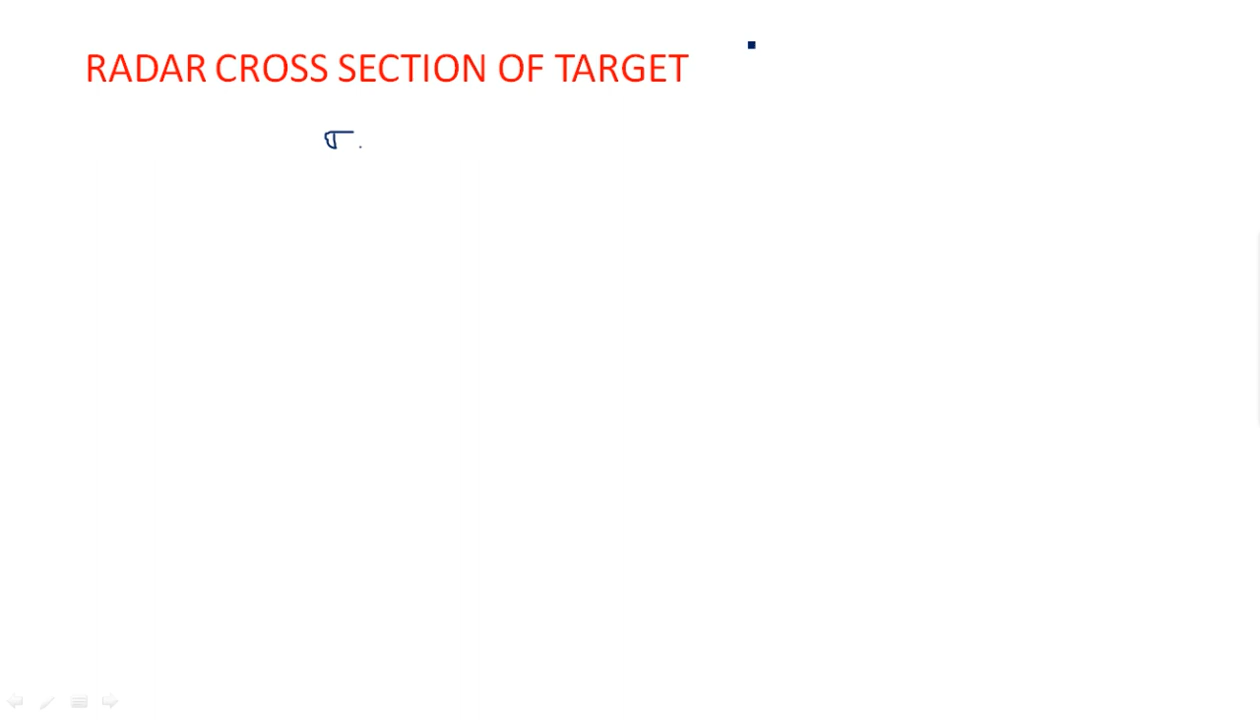 RADAR CROSS SECTION OF TARGET
σ